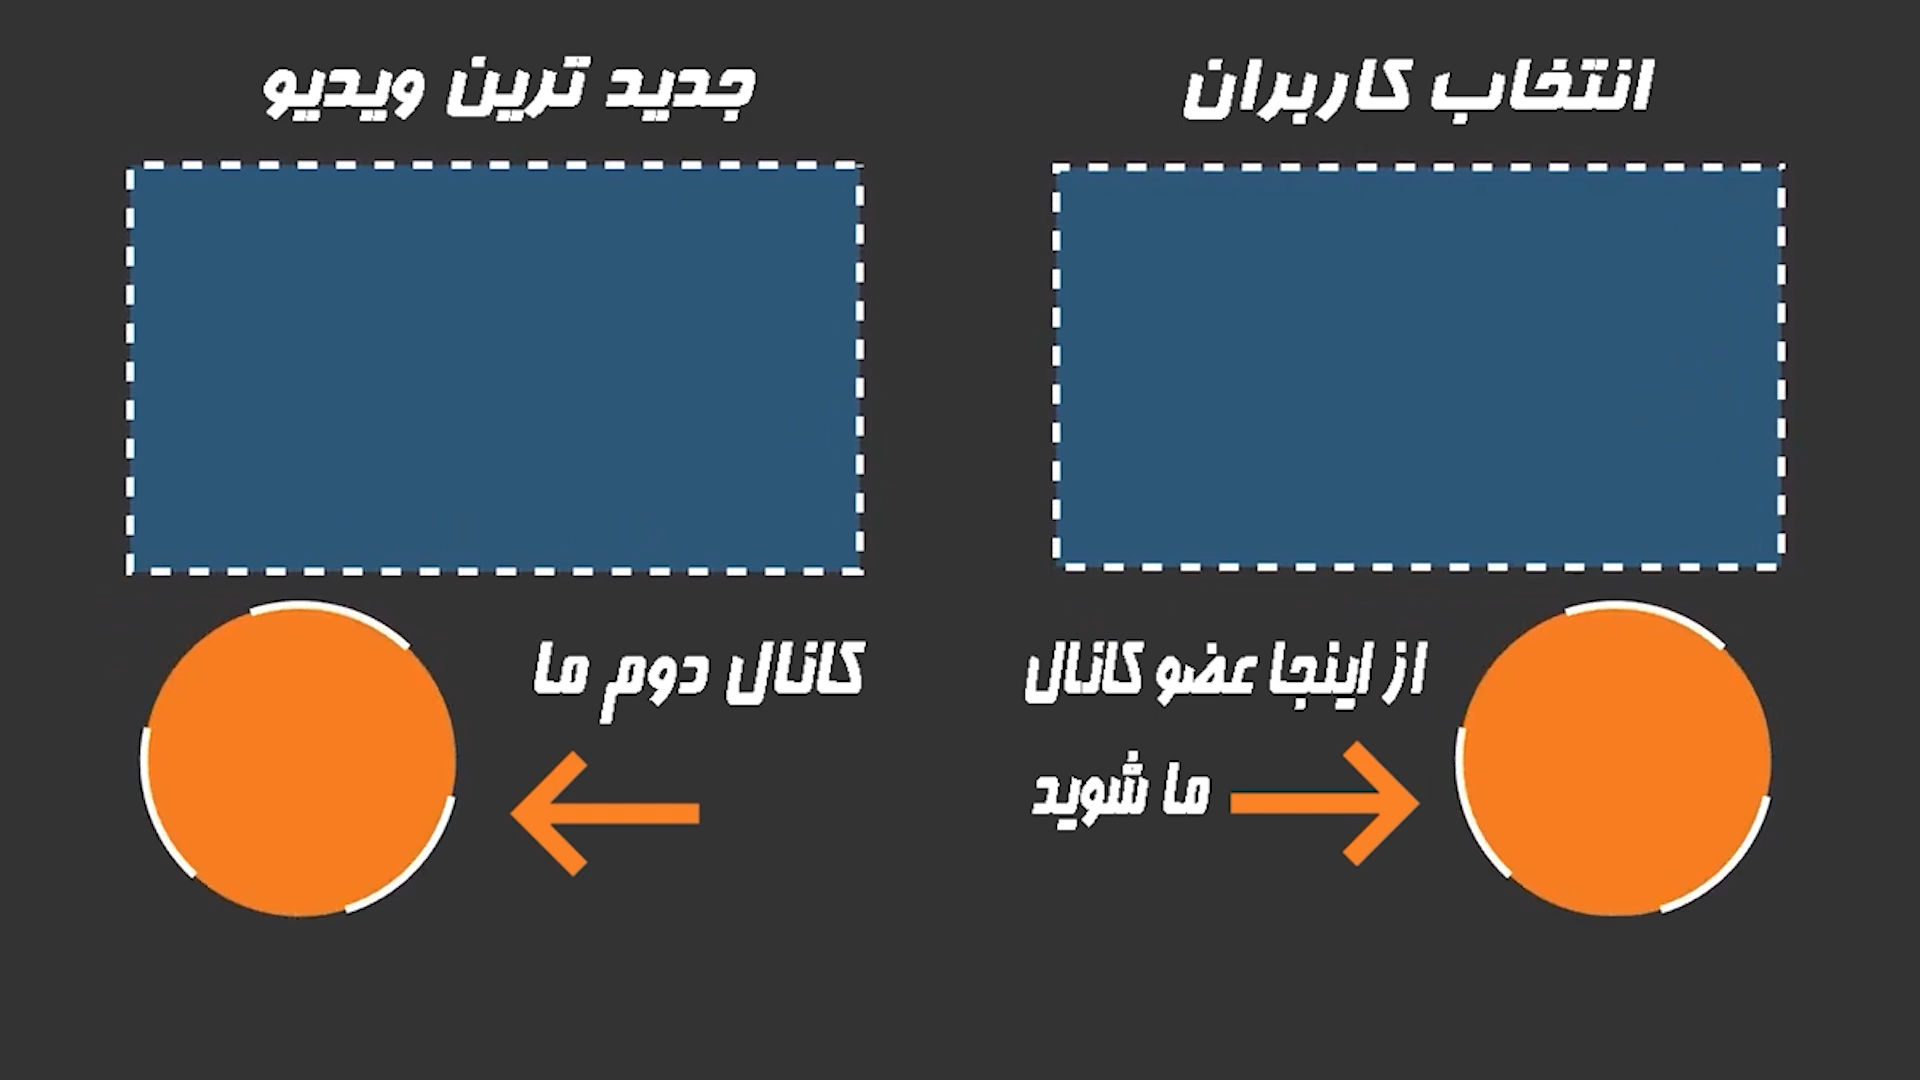 انتخاب کاربران
جدید ترین ویدیو
از اینجا عضو کانال
ما شوید
کانال دوم ما